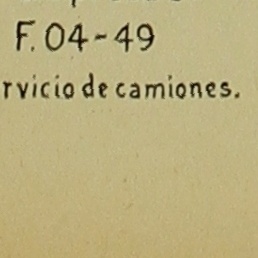 F. 04-49
rvicio de camiones.